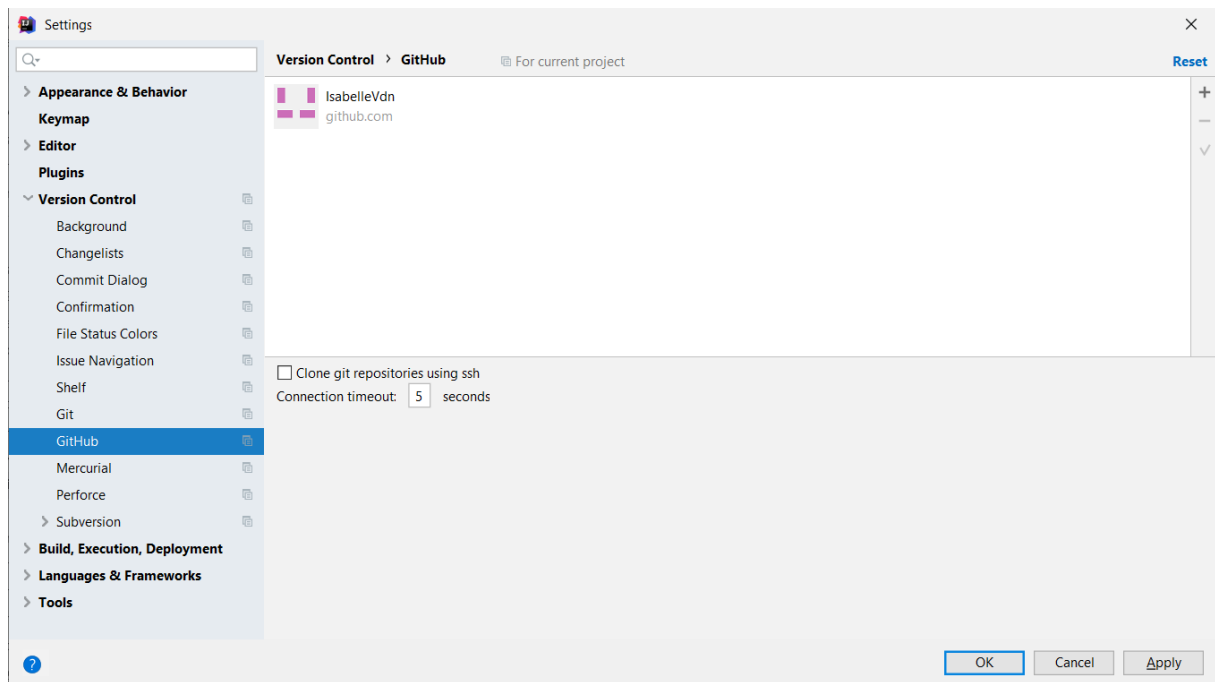 Settings
Version Control › GitHub
For current project
Reset
Appearance & Behavior
Keymap
Editor
Plugins
Version Control
Background
Changelists
Commit Dialog
Confirmation
File Status Colors
Issue Navigation
Shelf
Git
GitHub
Mercurial
Perforce
Subversion
Build, Execution, Deployment
Languages & Frameworks
Tools
IsabelleVdn
github.com
Clone git repositories using ssh
Connection timeout: 5 seconds
?
OK
Cancel
Apply